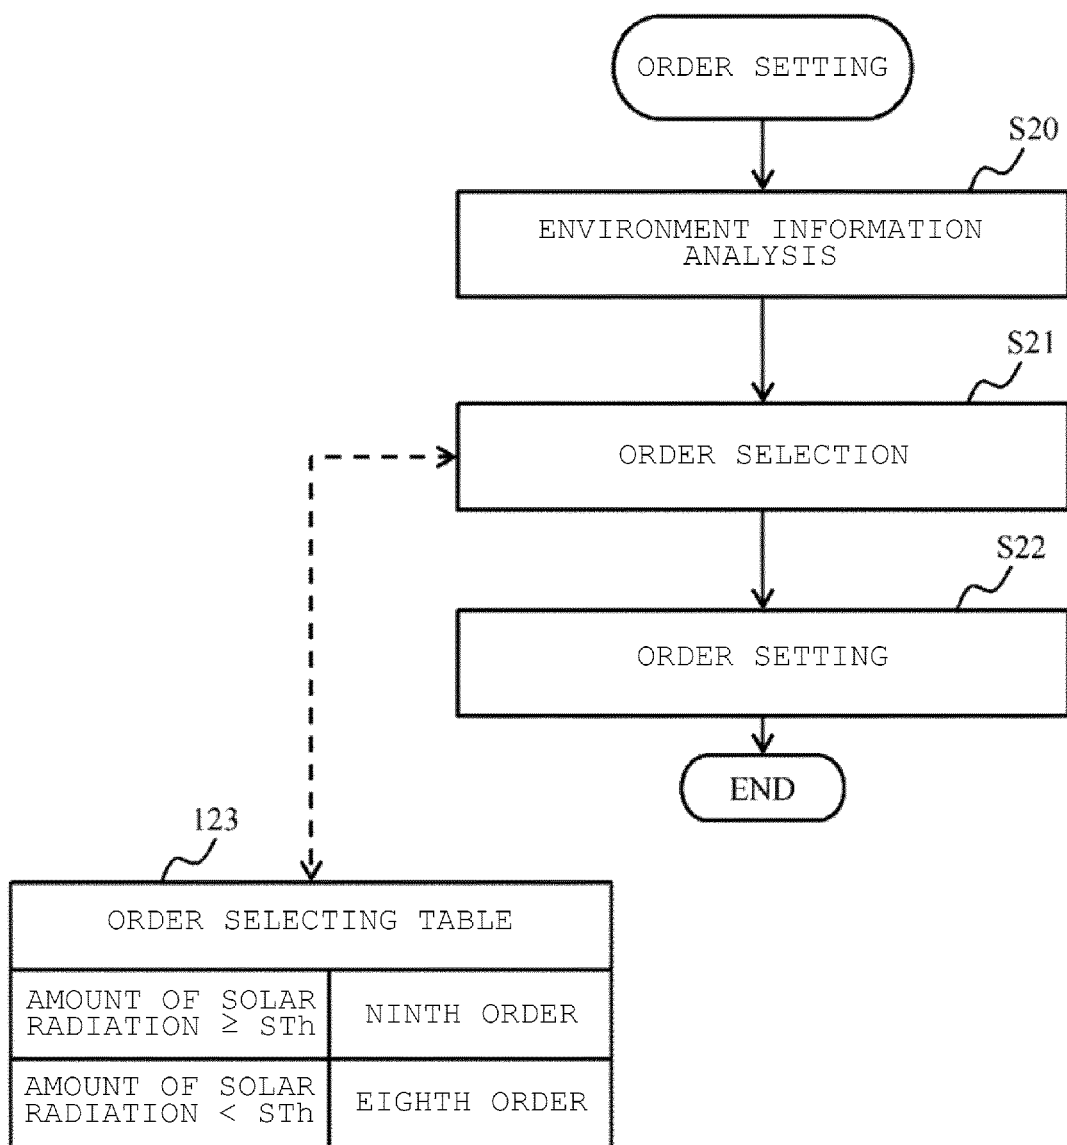 ORDER SETTING
S20
ENVIRONMENT INFORMATION
ANALYSIS
S21
ORDER SELECTION
S22
ORDER SETTING
END
123
ORDER SELECTING TABLE
AMOUNT OF SOLAR
RADIATION ≥ STh
NINTH ORDER
AMOUNT OF SOLAR
RADIATION < STh
EIGHTH ORDER